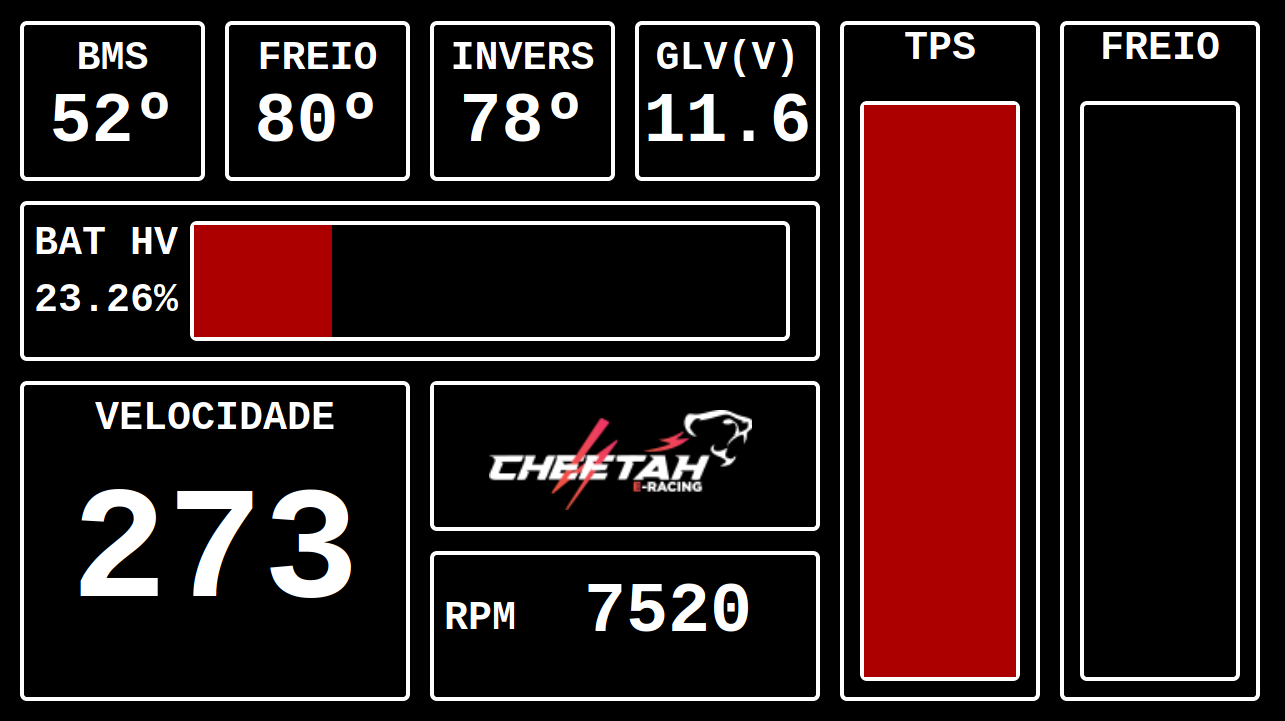 BMS
52º
FREIO
80º
INVERS
78º
GLV(V)
11.6
TPS
FREIO
BAT HV
23.26%
VELOCIDADE
273
CHEETAH
E-RACING
RPM 7520